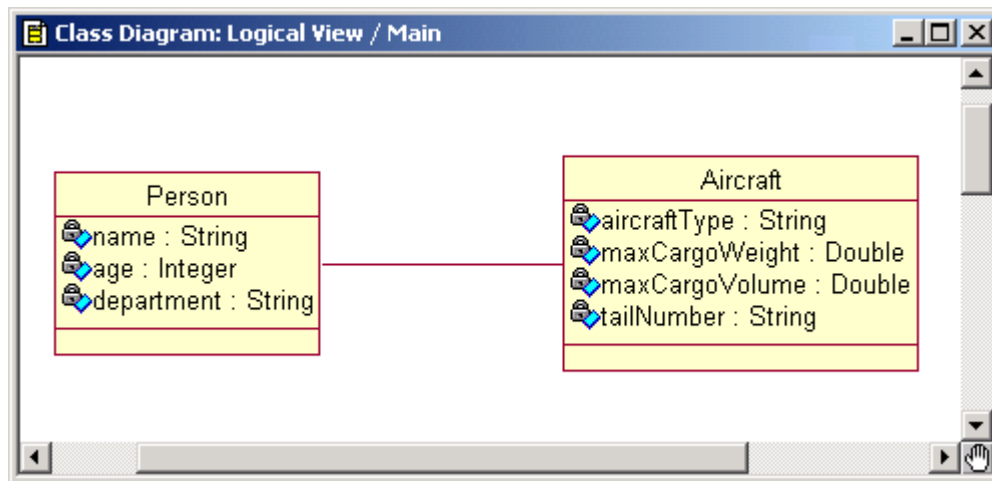 Class Diagram: Logical View / Main
Person
name : String
age : Integer
department : String
Aircraft
aircraftType : String
maxCargoWeight : Double
maxCargoVolume : Double
tailNumber : String